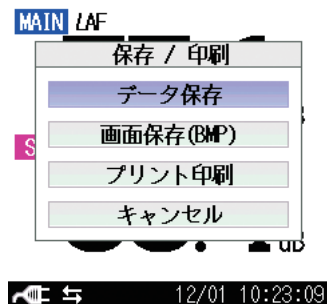 MAIN LAF
保存 / 印刷
データ保存
画面保存(BMP)
プリント印刷
キャンセル
S
dB
12/01 10:23:09